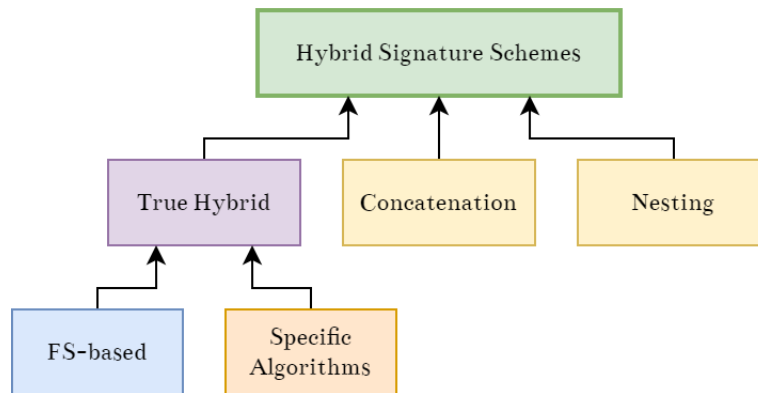 Hybrid Signature Schemes
True Hybrid
Concatenation
Nesting
FS-based
Specific
Algorithms